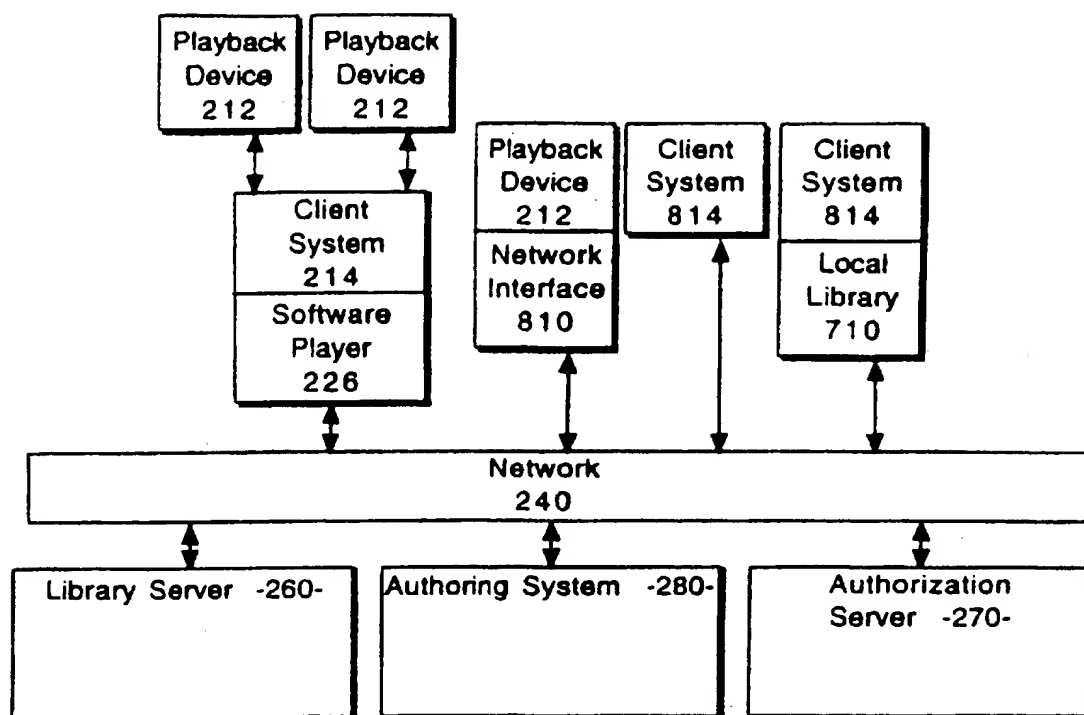 Playback
Device
212
Playback
Device
212
Client
System
214
Software
Player
226
Playback
Device
212
Network
Interface
810
Client
System
814
Client
System
814
Local
Library
710
Network
240
Library Server -260-
Authoring System -280-
Authorization
Server -270-